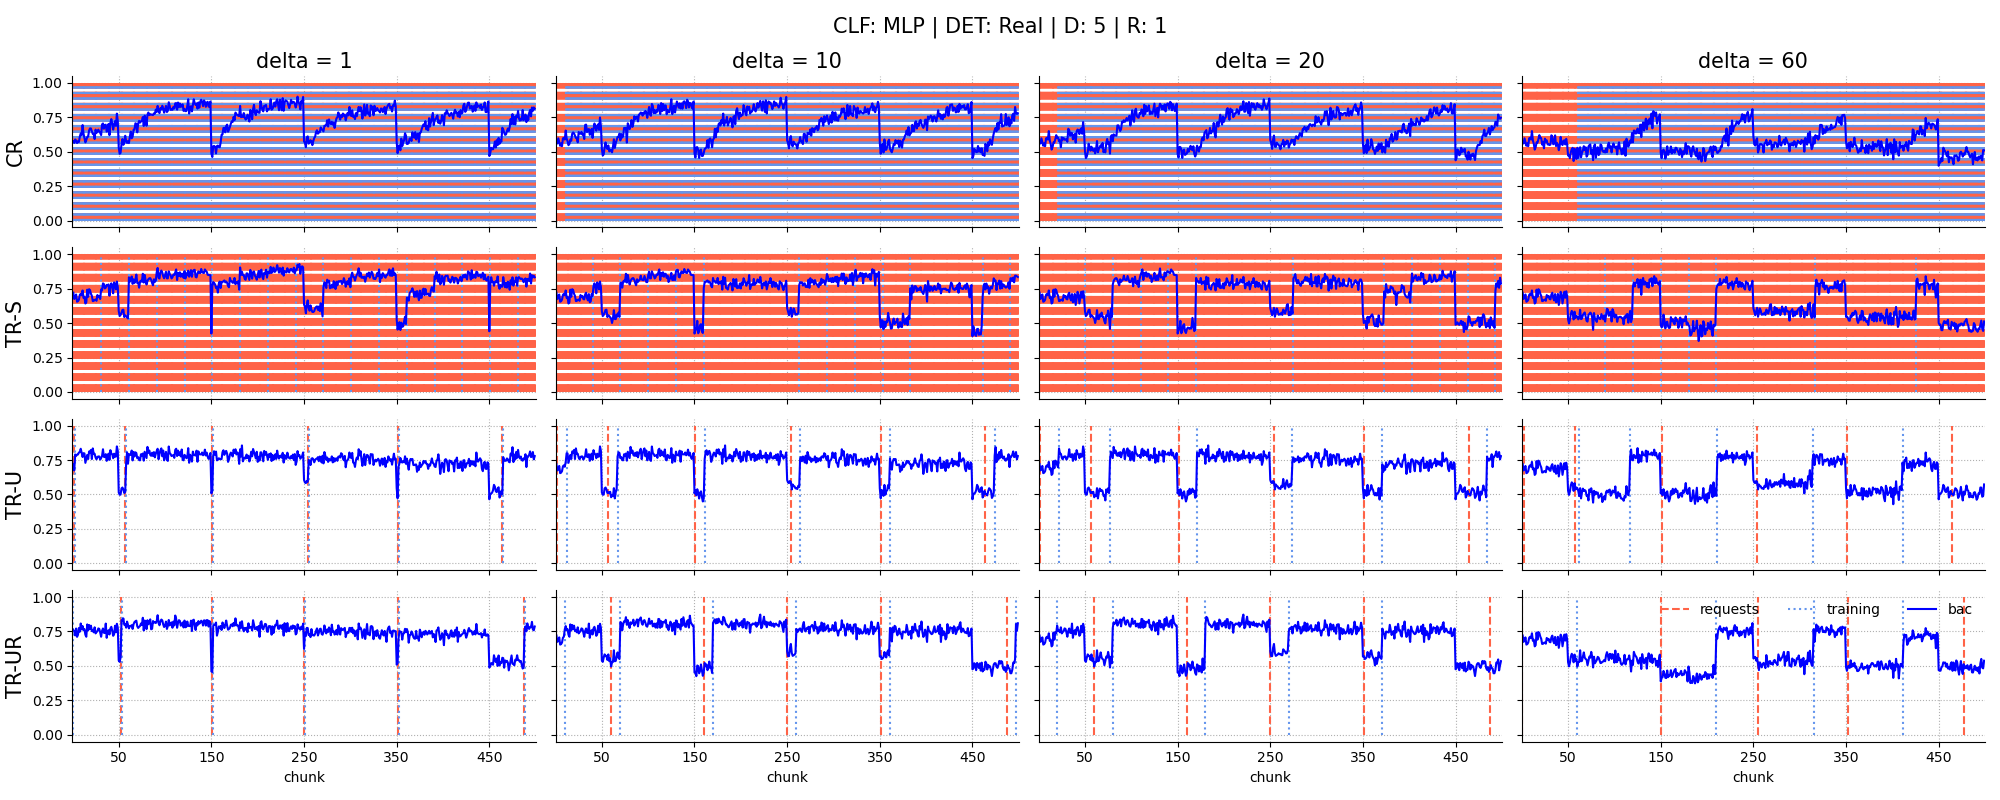 CLF: MLP | DET: Real | D: 5 | R: 1
delta = 1 delta = 10 delta = 20 delta = 60
CR
1.00
0.75
0.50
0.25
0.00
TR-S
1.00
0.75
0.50
0.25
0.00
TR-U
1.00
0.75
0.50
0.25
0.00
TR-UR
1.00
0.75
0.50
0.25
0.00
requests training bac
50 150 250 350 450 50 150 250 350 450 50 150 250 350 450 50 150 250 350 450
chunk chunk chunk chunk